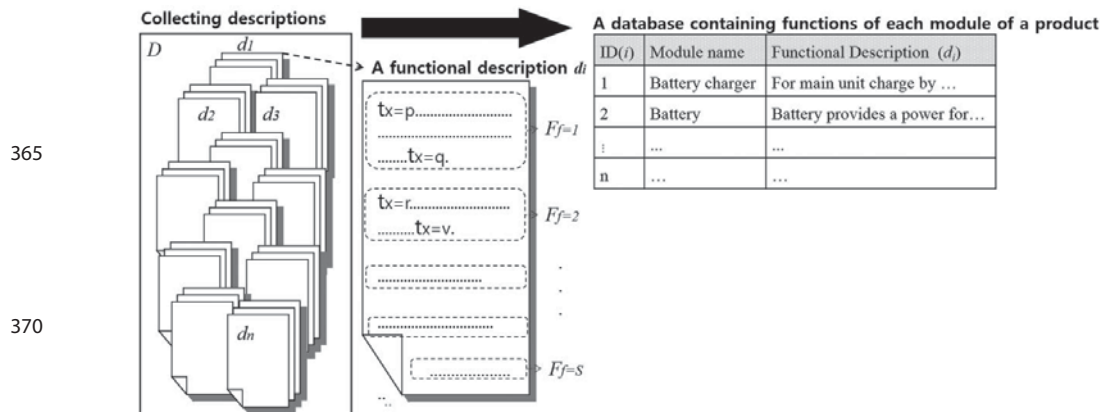 Collecting descriptions
D
d1
d2
d3
dn
A functional description di
tx=p..............................
..........................................
........tx=q.
Ff=1
tx=r..............................
..........tx=v.
Ff=2
Ff=S
A database containing functions of each module of a product
ID(i) Module name Functional Description (di)
1 Battery charger For main unit charge by …
2 Battery Battery provides a power for…
⋮ ... ...
n … …
365
370